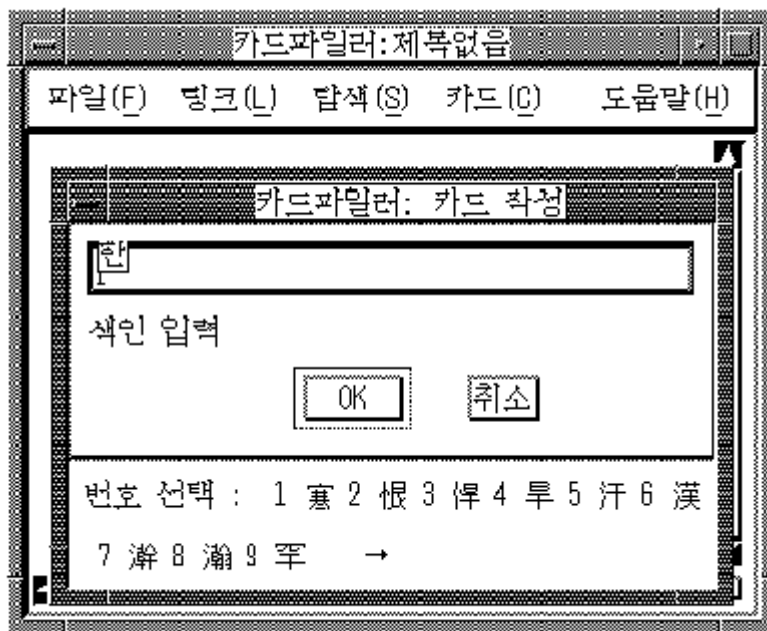 카드파일러:제목없음
파일(F) 링크(L) 탐색(S) 카드(C) 도움말(H)
카드파일러: 카드 작성
한
색인 입력
OK 취소
번호 선택 : 1 寒 2 恨 3 悍 4 旱 5 汗 6 漢
7 澣 8 瀚 9 罕 →